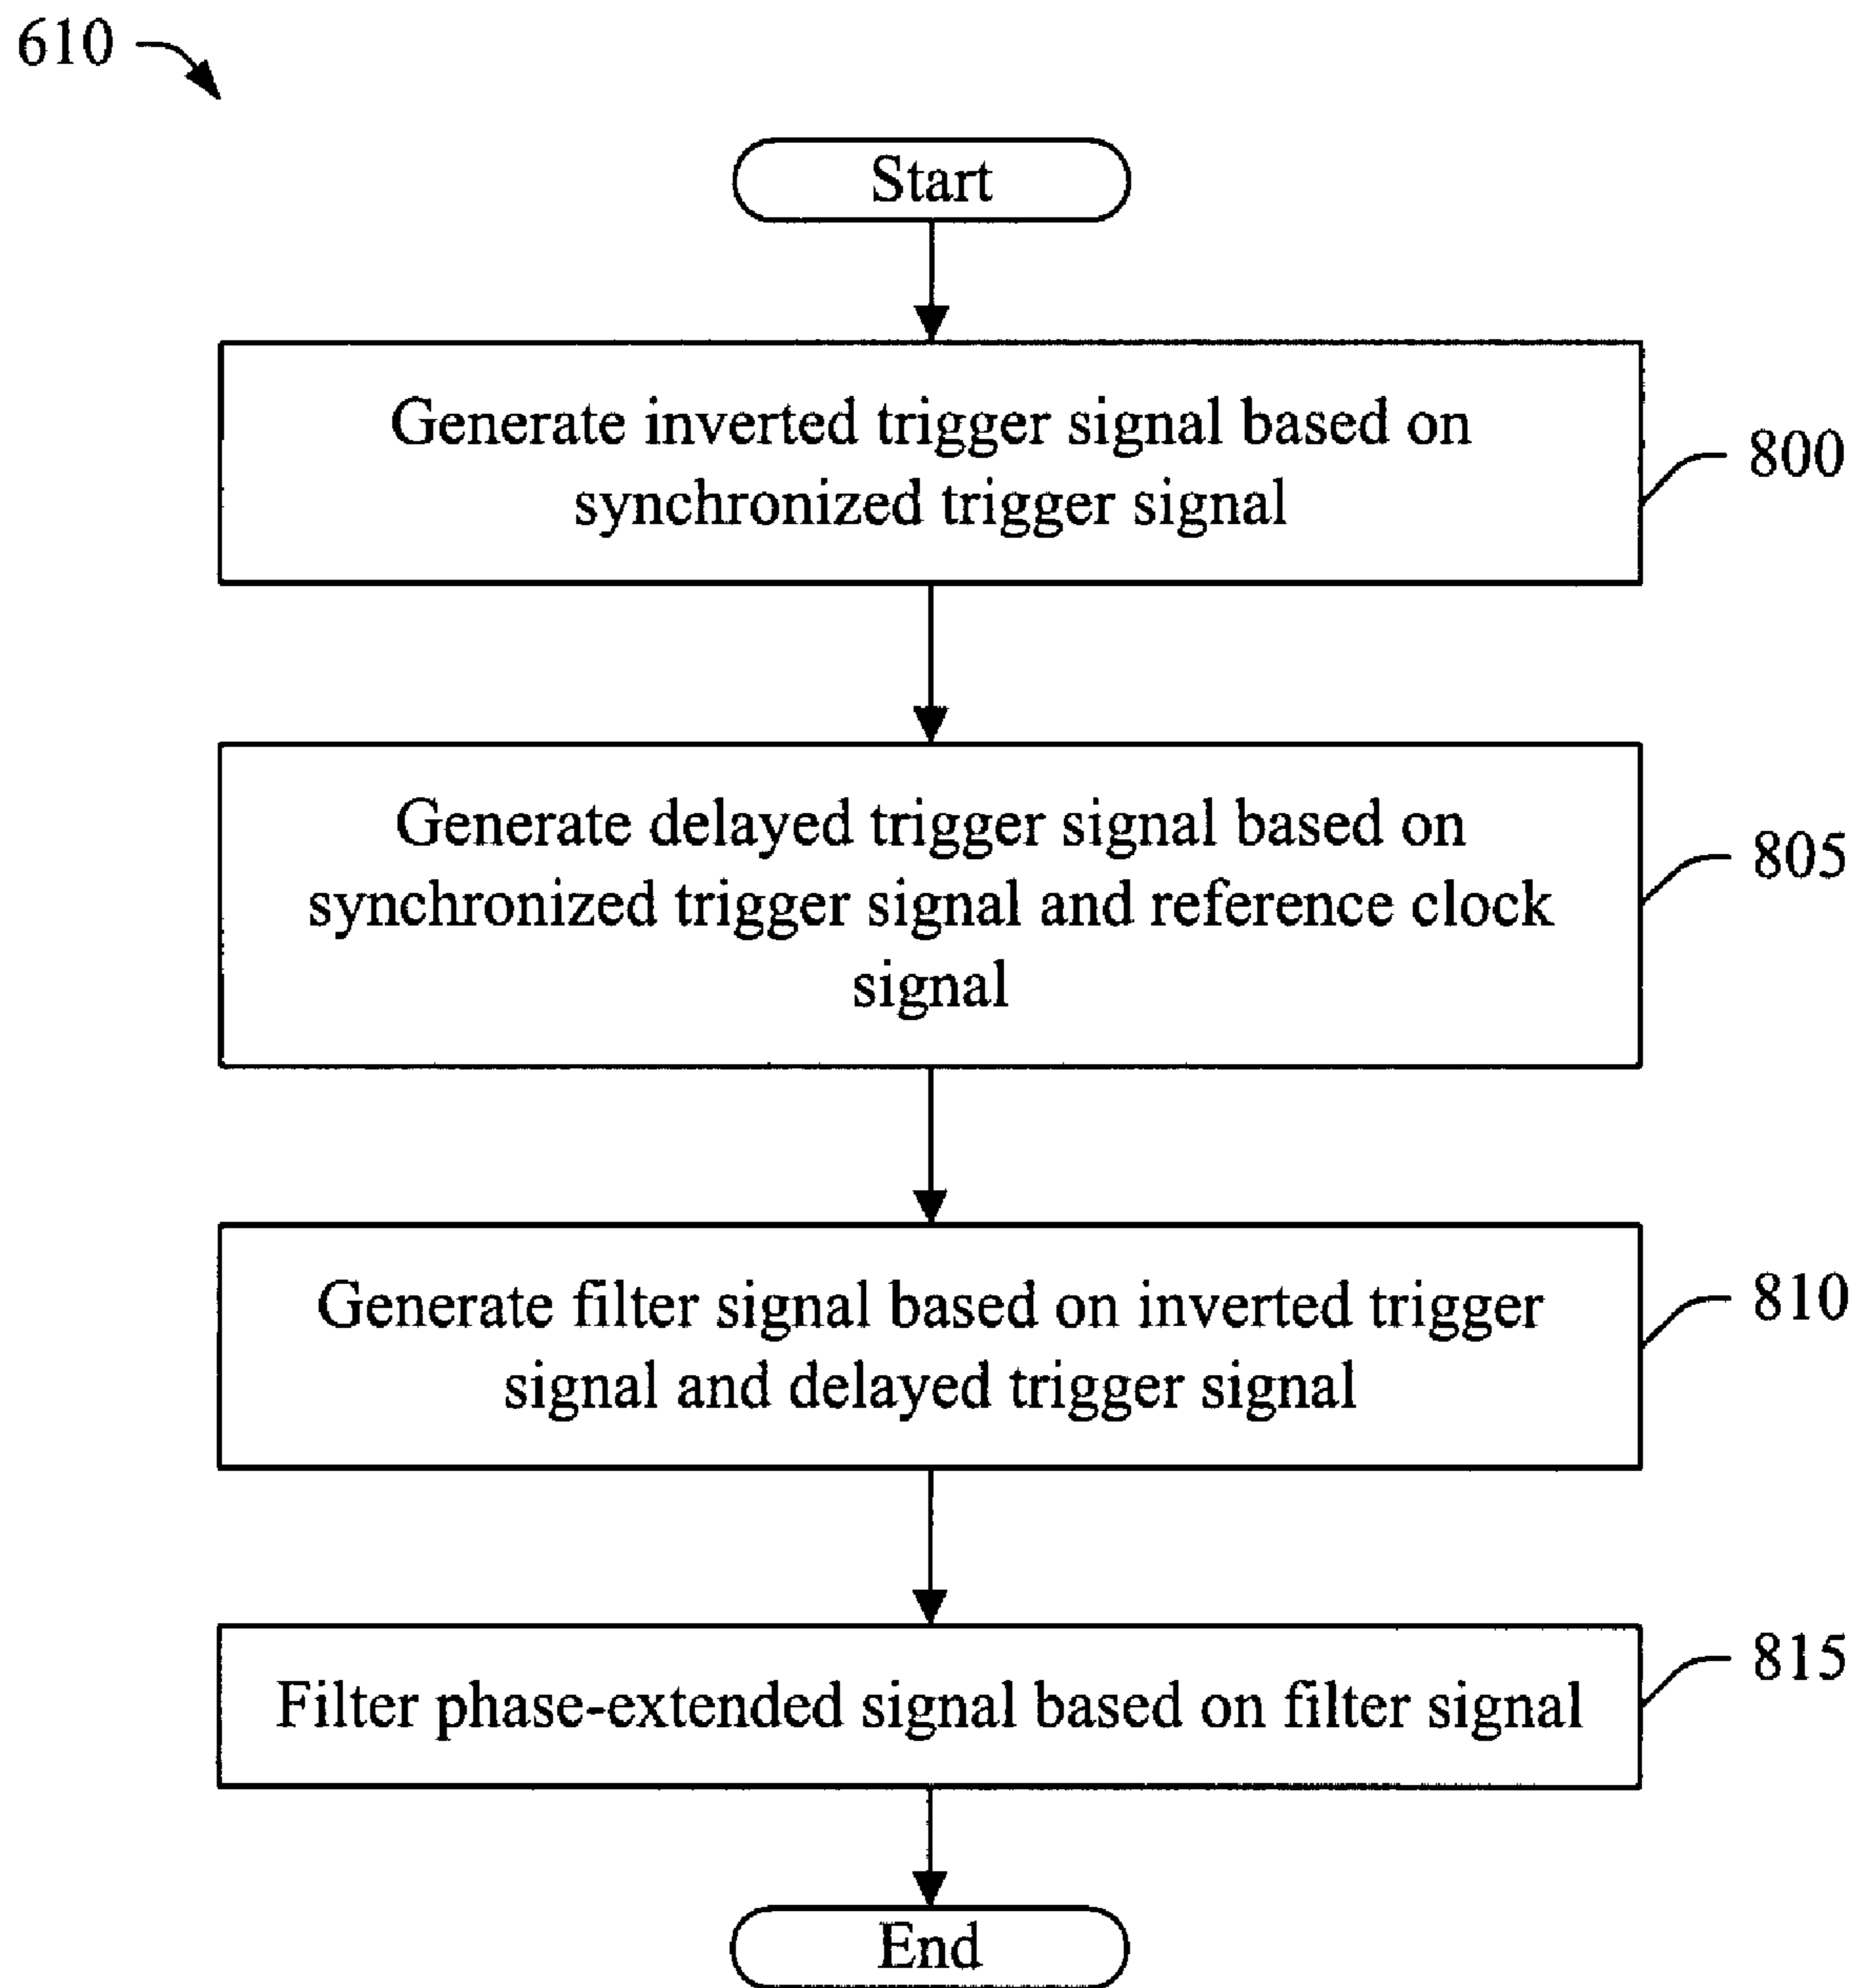 610
Start
Generate inverted trigger signal based on
synchronized trigger signal
800
Generate delayed trigger signal based on
synchronized trigger signal and reference clock
signal
805
Generate filter signal based on inverted trigger
signal and delayed trigger signal
810
Filter phase-extended signal based on filter signal
815
End